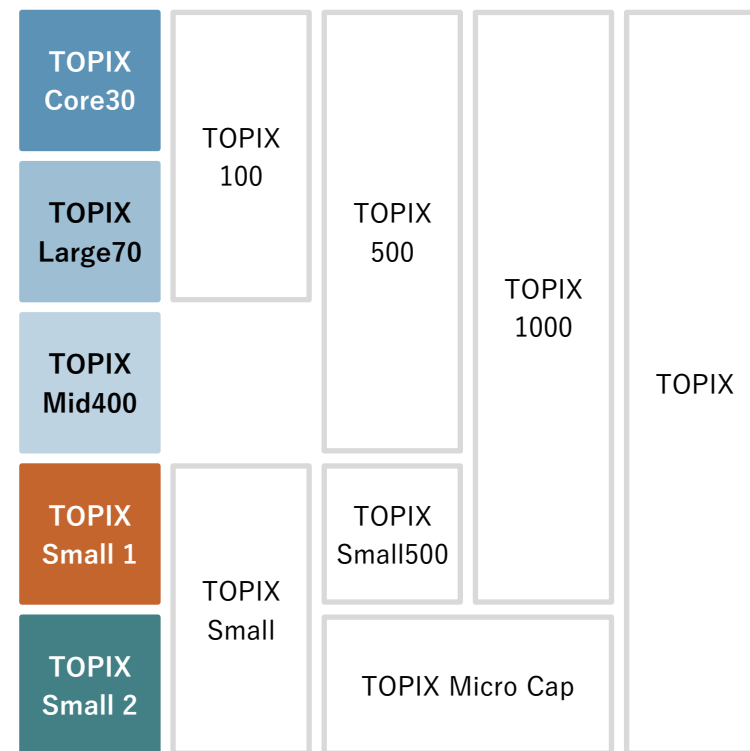 TOPIX
Core30
TOPIX
Large70
TOPIX
Mid400
TOPIX
Small 1
TOPIX
Small 2
TOPIX
100
TOPIX
Small
TOPIX
500
TOPIX
Small500
TOPIX
1000
TOPIX Micro Cap
TOPIX